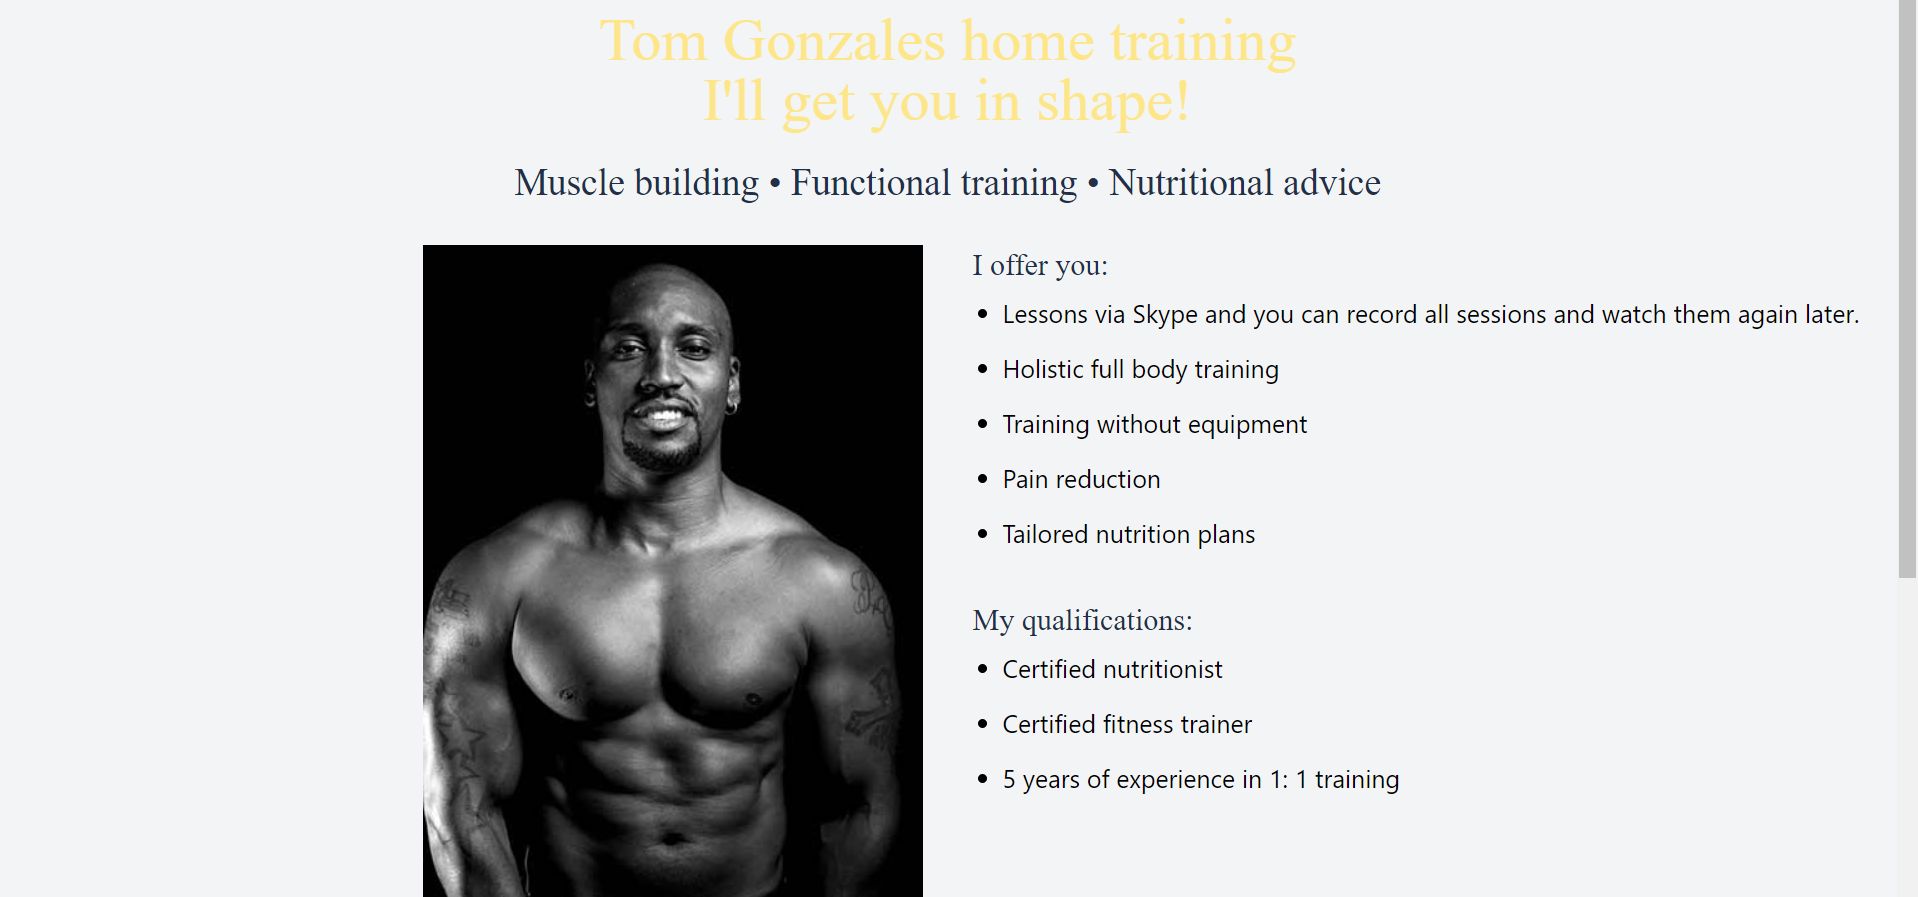 Tom Gonzales home training
I'll get you in shape!
Muscle building • Functional training • Nutritional advice
I offer you:
• Lessons via Skype and you can record all sessions and watch them again later.
• Holistic full body training
• Training without equipment
• Pain reduction
• Tailored nutrition plans
My qualifications:
• Certified nutritionist
• Certified fitness trainer
• 5 years of experience in 1: 1 training